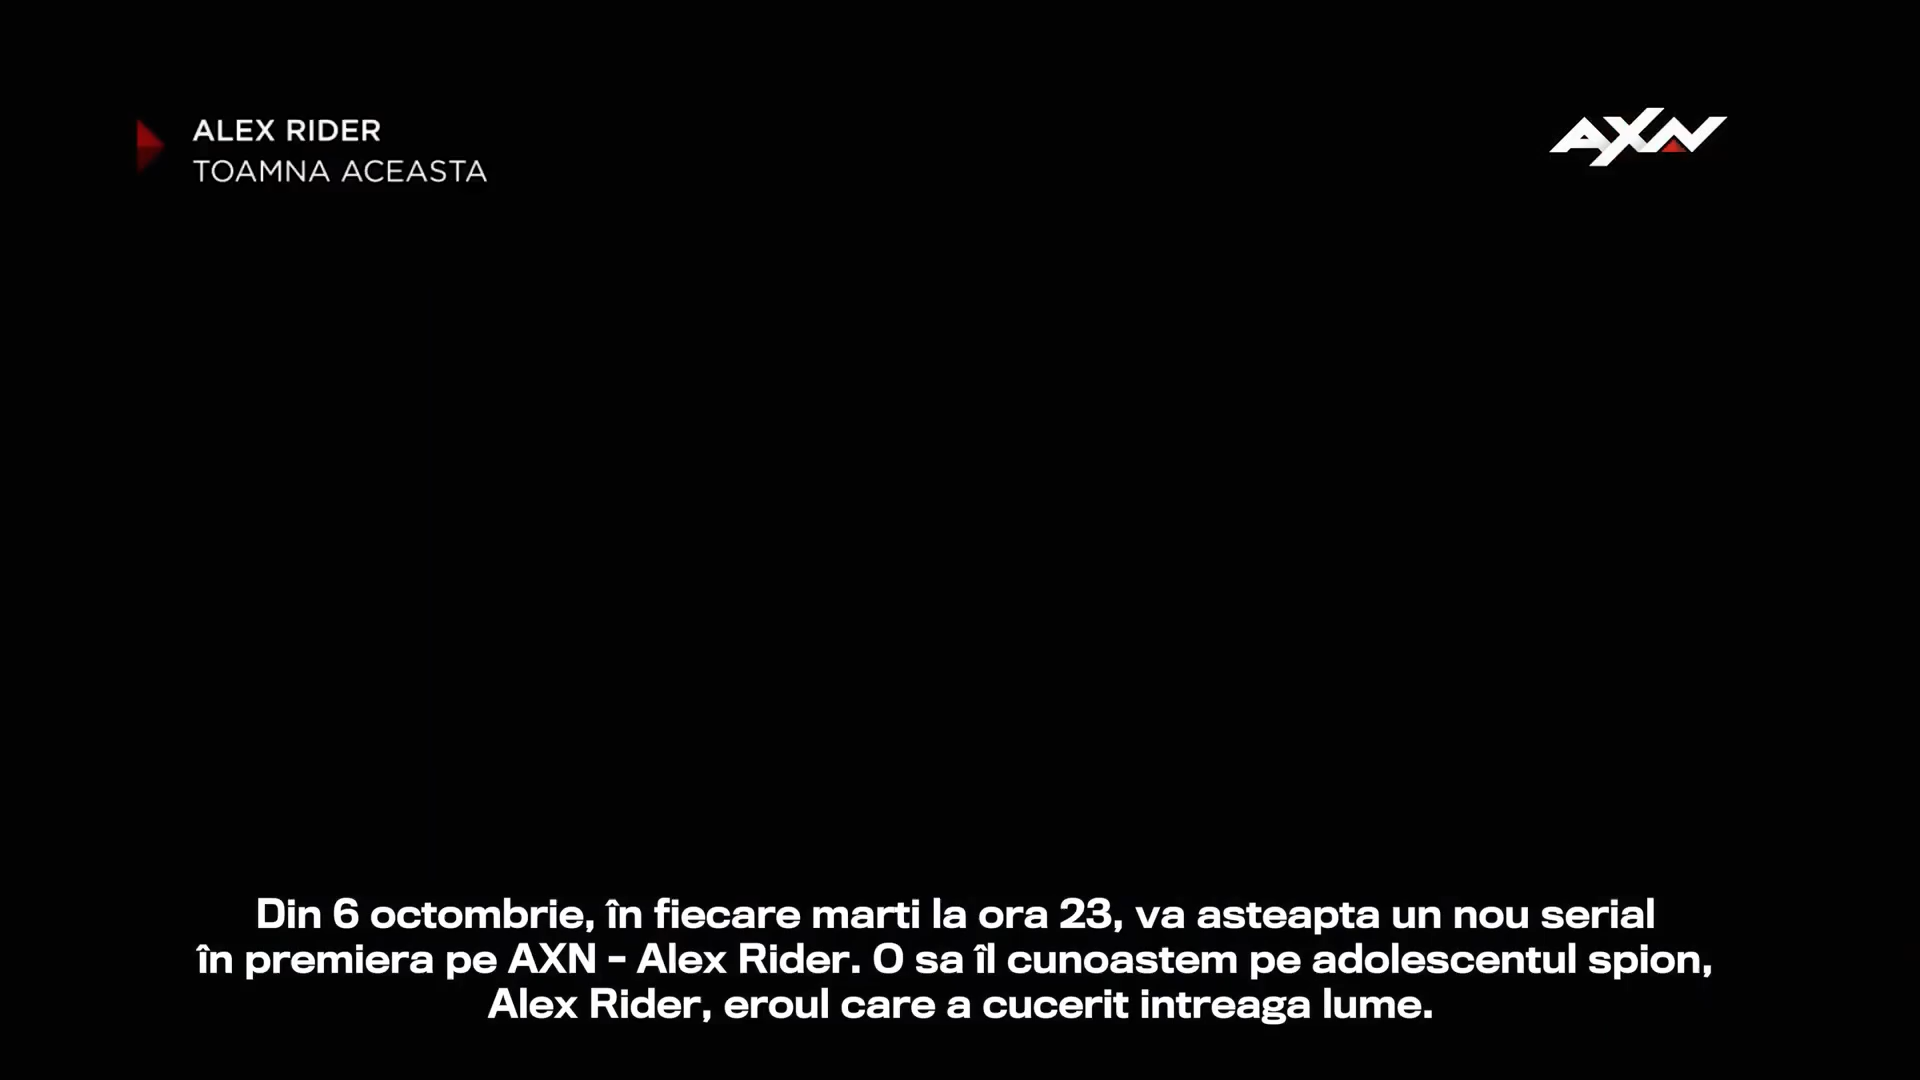 ALEX RIDER
TOAMNA ACEASTA
AXN
Din 6 octombrie, în fiecare marti la ora 23, va asteapta un nou serial
în premiera pe AXN - Alex Rider. O sa îl cunoastem pe adolescentul spion,
Alex Rider, eroul care a cucerit intreaga lume.